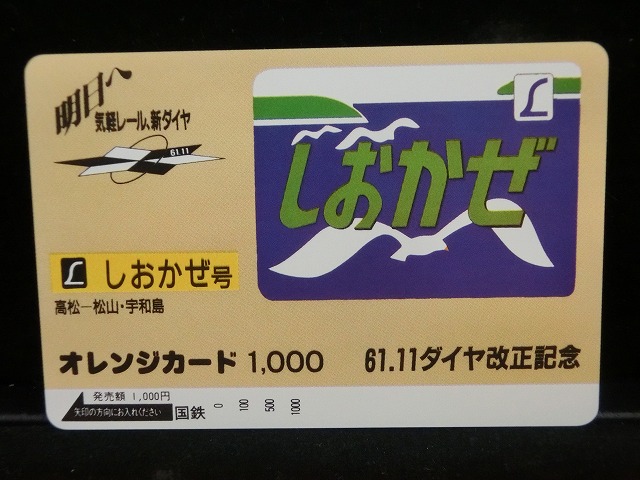 明日へ
気軽レール、新ダイヤ
61.11
L
しおかぜ
L しおかぜ号
高松ー松山・宇和島
オレンジカード 1,000
61.11ダイヤ改正記念
発売額 1,000円
矢印の方向にお入れください
国鉄 0 100 500 1000